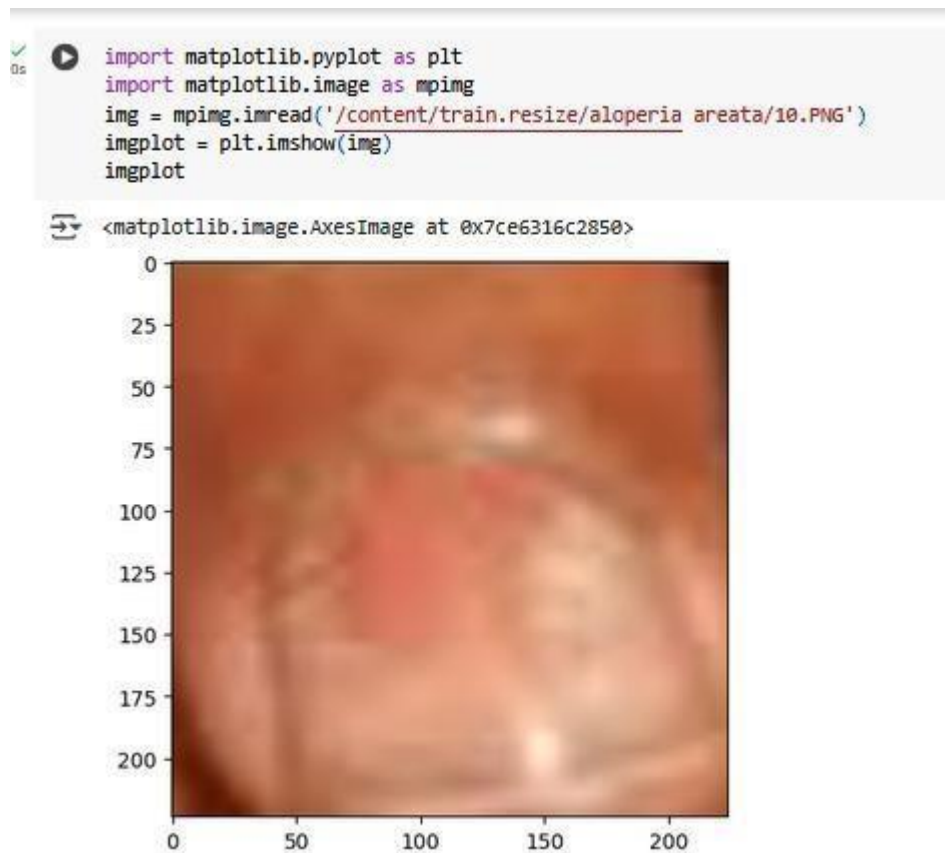 0s
import matplotlib.pyplot as plt
import matplotlib.image as mpimg
img = mpimg.imread('/content/train.resize/aloperia areata/10.PNG')
imgplot = plt.imshow(img)
imgplot
<matplotlib.image.AxesImage at 0x7ce6316c2850>
0
25
50
75
100
125
150
175
200
0 50 100 150 200